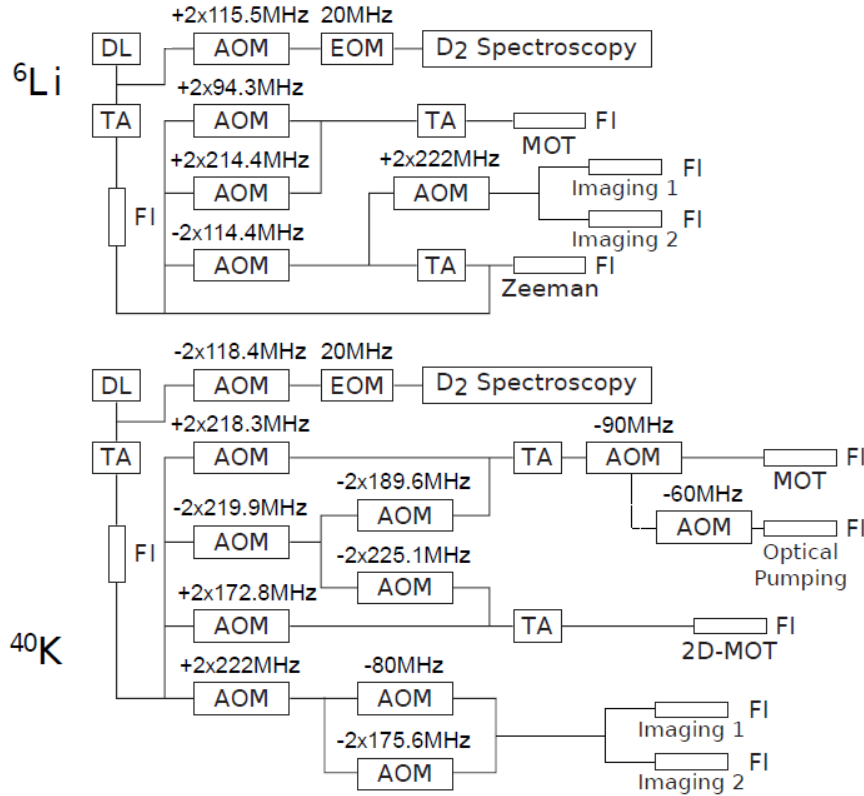 +2x115.5MHz 20MHz
DL AOM EOM D2 Spectroscopy
⁶Li
+2x94.3MHz
TA AOM TA FI
MOT
+2x214.4MHz +2x222MHz
AOM AOM FI
Imaging 1
FI
FI
Imaging 2
-2x114.4MHz
AOM TA FI
Zeeman
-2x118.4MHz 20MHz
DL AOM EOM D2 Spectroscopy
+2x218.3MHz
-90MHz
TA AOM TA AOM FI
MOT
-2x189.6MHz
-60MHz
-2x219.9MHz
AOM
AOM
AOM FI
FI
Optical
Pumping
-2x225.1MHz
AOM
+2x172.8MHz
AOM TA FI
2D-MOT
⁴⁰K
+2x222MHz -80MHz
AOM AOM FI
Imaging 1
-2x175.6MHz
AOM FI
Imaging 2